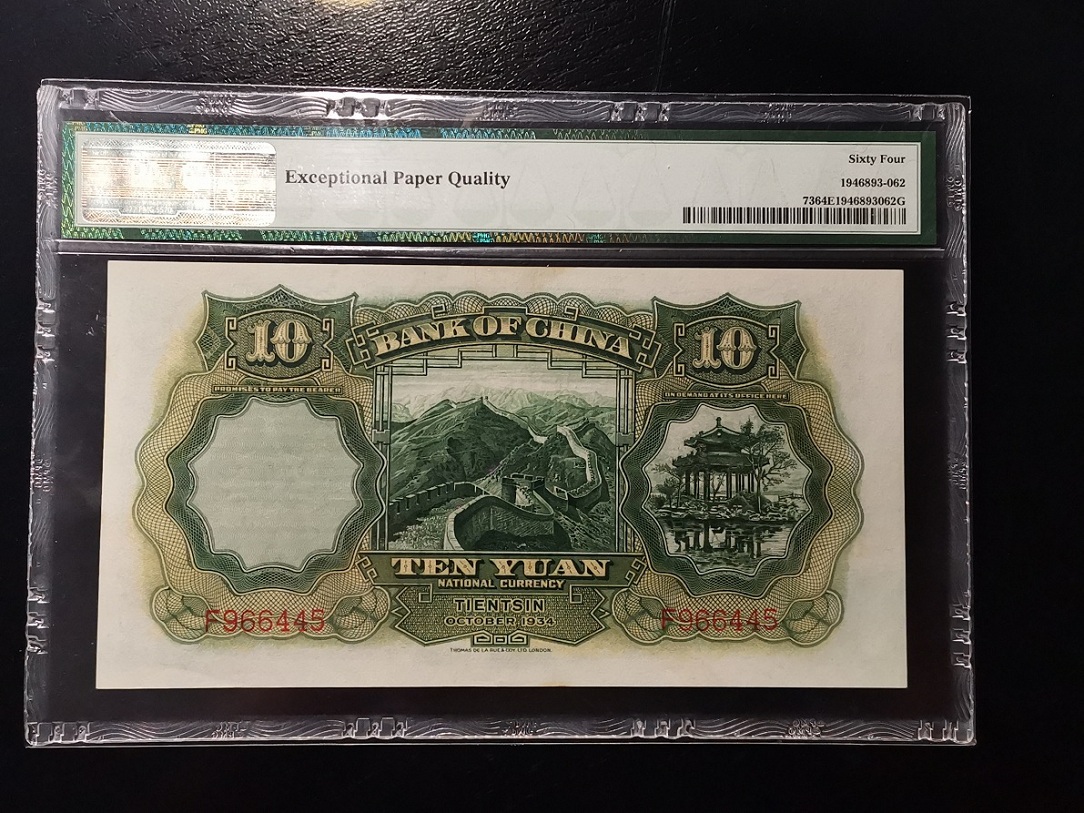 Exceptional Paper Quality
Sixty Four
1946893-062
7364E1946893062G
10
BANK OF CHINA
10
PROMISES TO PAY THE BEARER
ON DEMAND AT ITS OFFICE HERE
TEN YUAN
NATIONAL CURRENCY
TIENTSIN
OCTOBER 1934
F966445
F966445
THOMAS DE LA RUE & COY. LTD. LONDON.